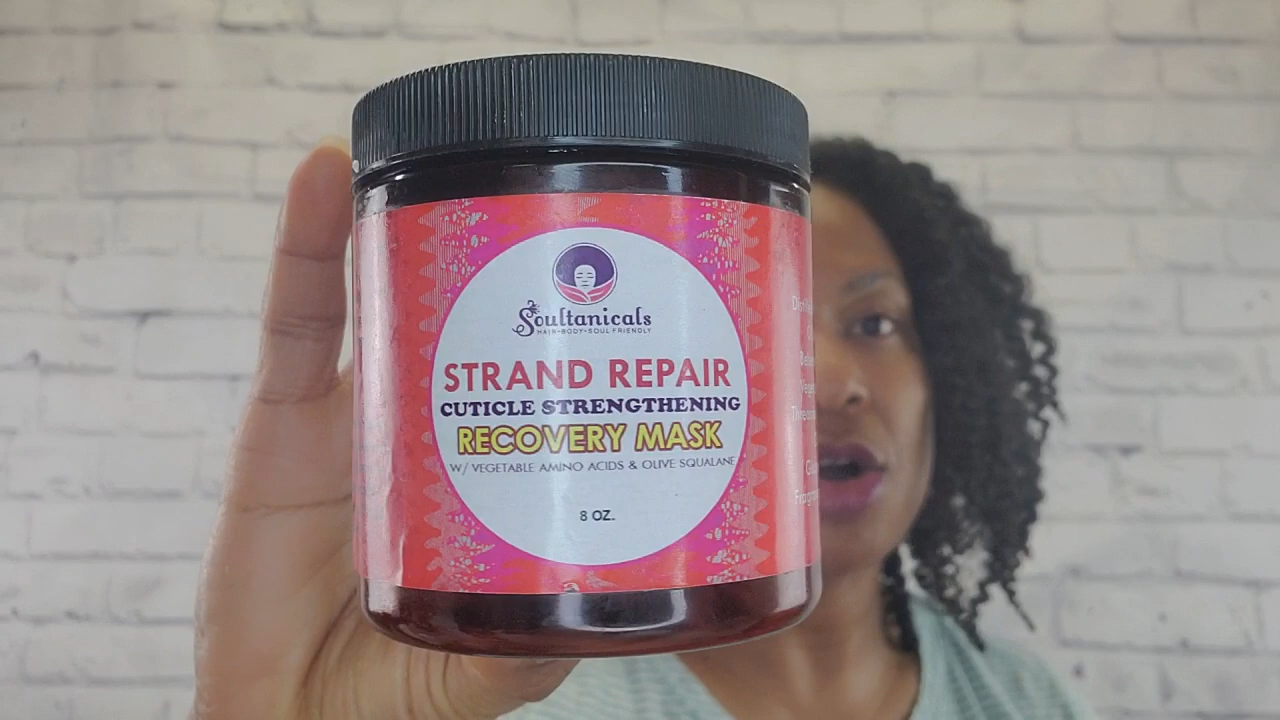 Soultanicals
HAIR•BODY•SOUL FRIENDLY
STRAND REPAIR
CUTICLE STRENGTHENING
RECOVERY MASK
W/ VEGETABLE AMINO ACIDS & OLIVE SQUALANE
8 OZ.